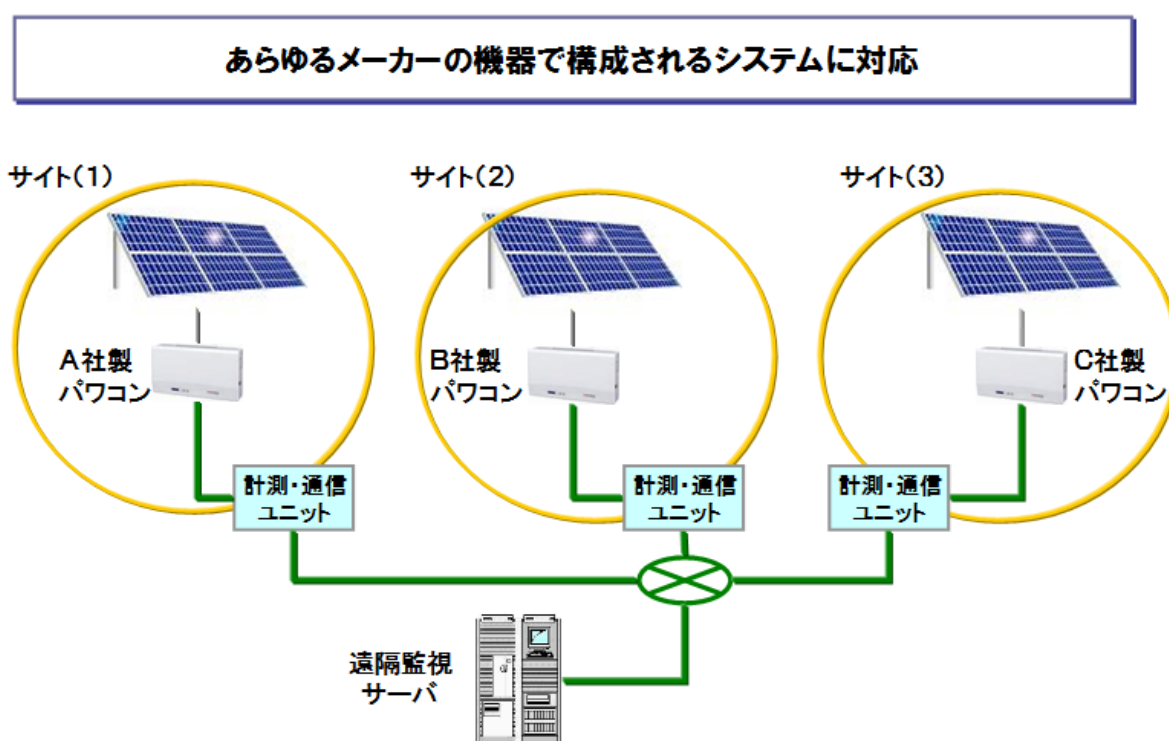 あらゆるメーカーの機器で構成されるシステムに対応
サイト(1)
サイト(2)
サイト(3)
A社製
パワコン
B社製
パワコン
C社製
パワコン
計測・通信
ユニット
計測・通信
ユニット
計測・通信
ユニット
遠隔監視
サーバ